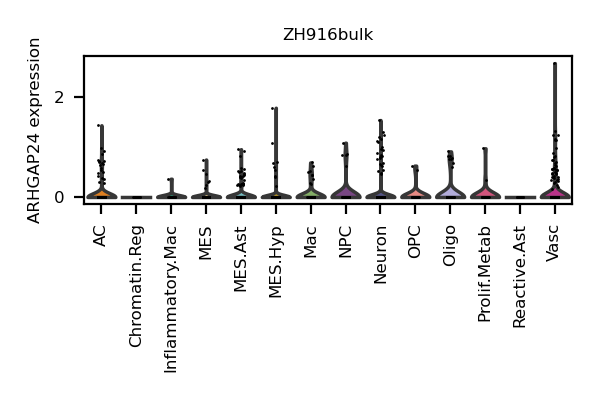 ZH916bulk
ARHGAP24 expression
2
0
AC
Chromatin.Reg
Inflammatory.Mac
MES
MES.Ast
MES.Hyp
Mac
NPC
Neuron
OPC
Oligo
Prolif.Metab
Reactive.Ast
Vasc